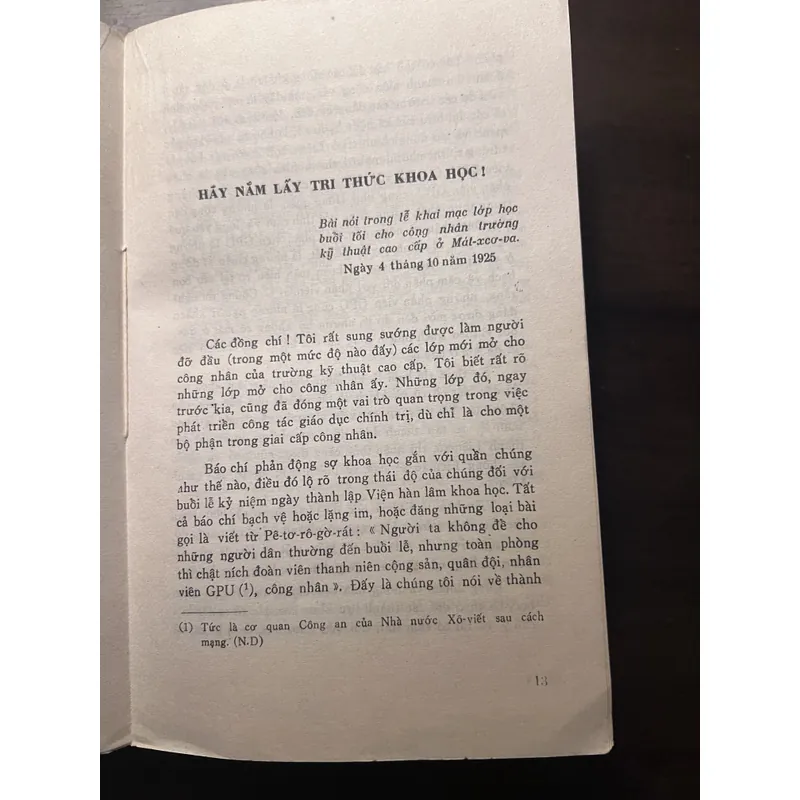 HÃY NẮM LẤY TRI THỨC KHOA HỌC !
Bài nói trong lễ khai mạc lớp học
buổi tối cho công nhân trường
kỹ thuật cao cấp ở Mát-xcơ-va.
Ngày 4 tháng 10 năm 1925
Các đồng chí ! Tôi rất sung sướng được làm người
đỡ đầu (trong một mức độ nào đấy) các lớp mới mở cho
công nhân của trường kỹ thuật cao cấp. Tôi biết rất rõ
những lớp mở cho công nhân ấy. Những lớp đó, ngay
trước kia, cũng đã đóng một vai trò quan trọng trong việc
phát triển công tác giáo dục chính trị, dù chỉ là cho một
bộ phận trong giai cấp công nhân.
Báo chí phản động sợ khoa học gắn với quần chúng
như thế nào, điều đó lộ rõ trong thái độ của chúng đối với
buổi lễ kỷ niệm ngày thành lập Viện hàn lâm khoa học. Tất
cả báo chí bạch vệ hoặc lặng im, hoặc đăng những loại bài
gọi là viết từ Pê-tơ-rô-gờ-rát : « Người ta không để cho
những người dân thường đến buổi lễ, nhưng toàn phòng
thì chật ních đoàn viên thanh niên cộng sản, quân đội, nhân
viên GPU (¹), công nhân ». Đấy là chúng tôi nói về thành
(1) Tức là cơ quan Công an của Nhà nước Xô-viết sau cách
mạng. (N.D)
13